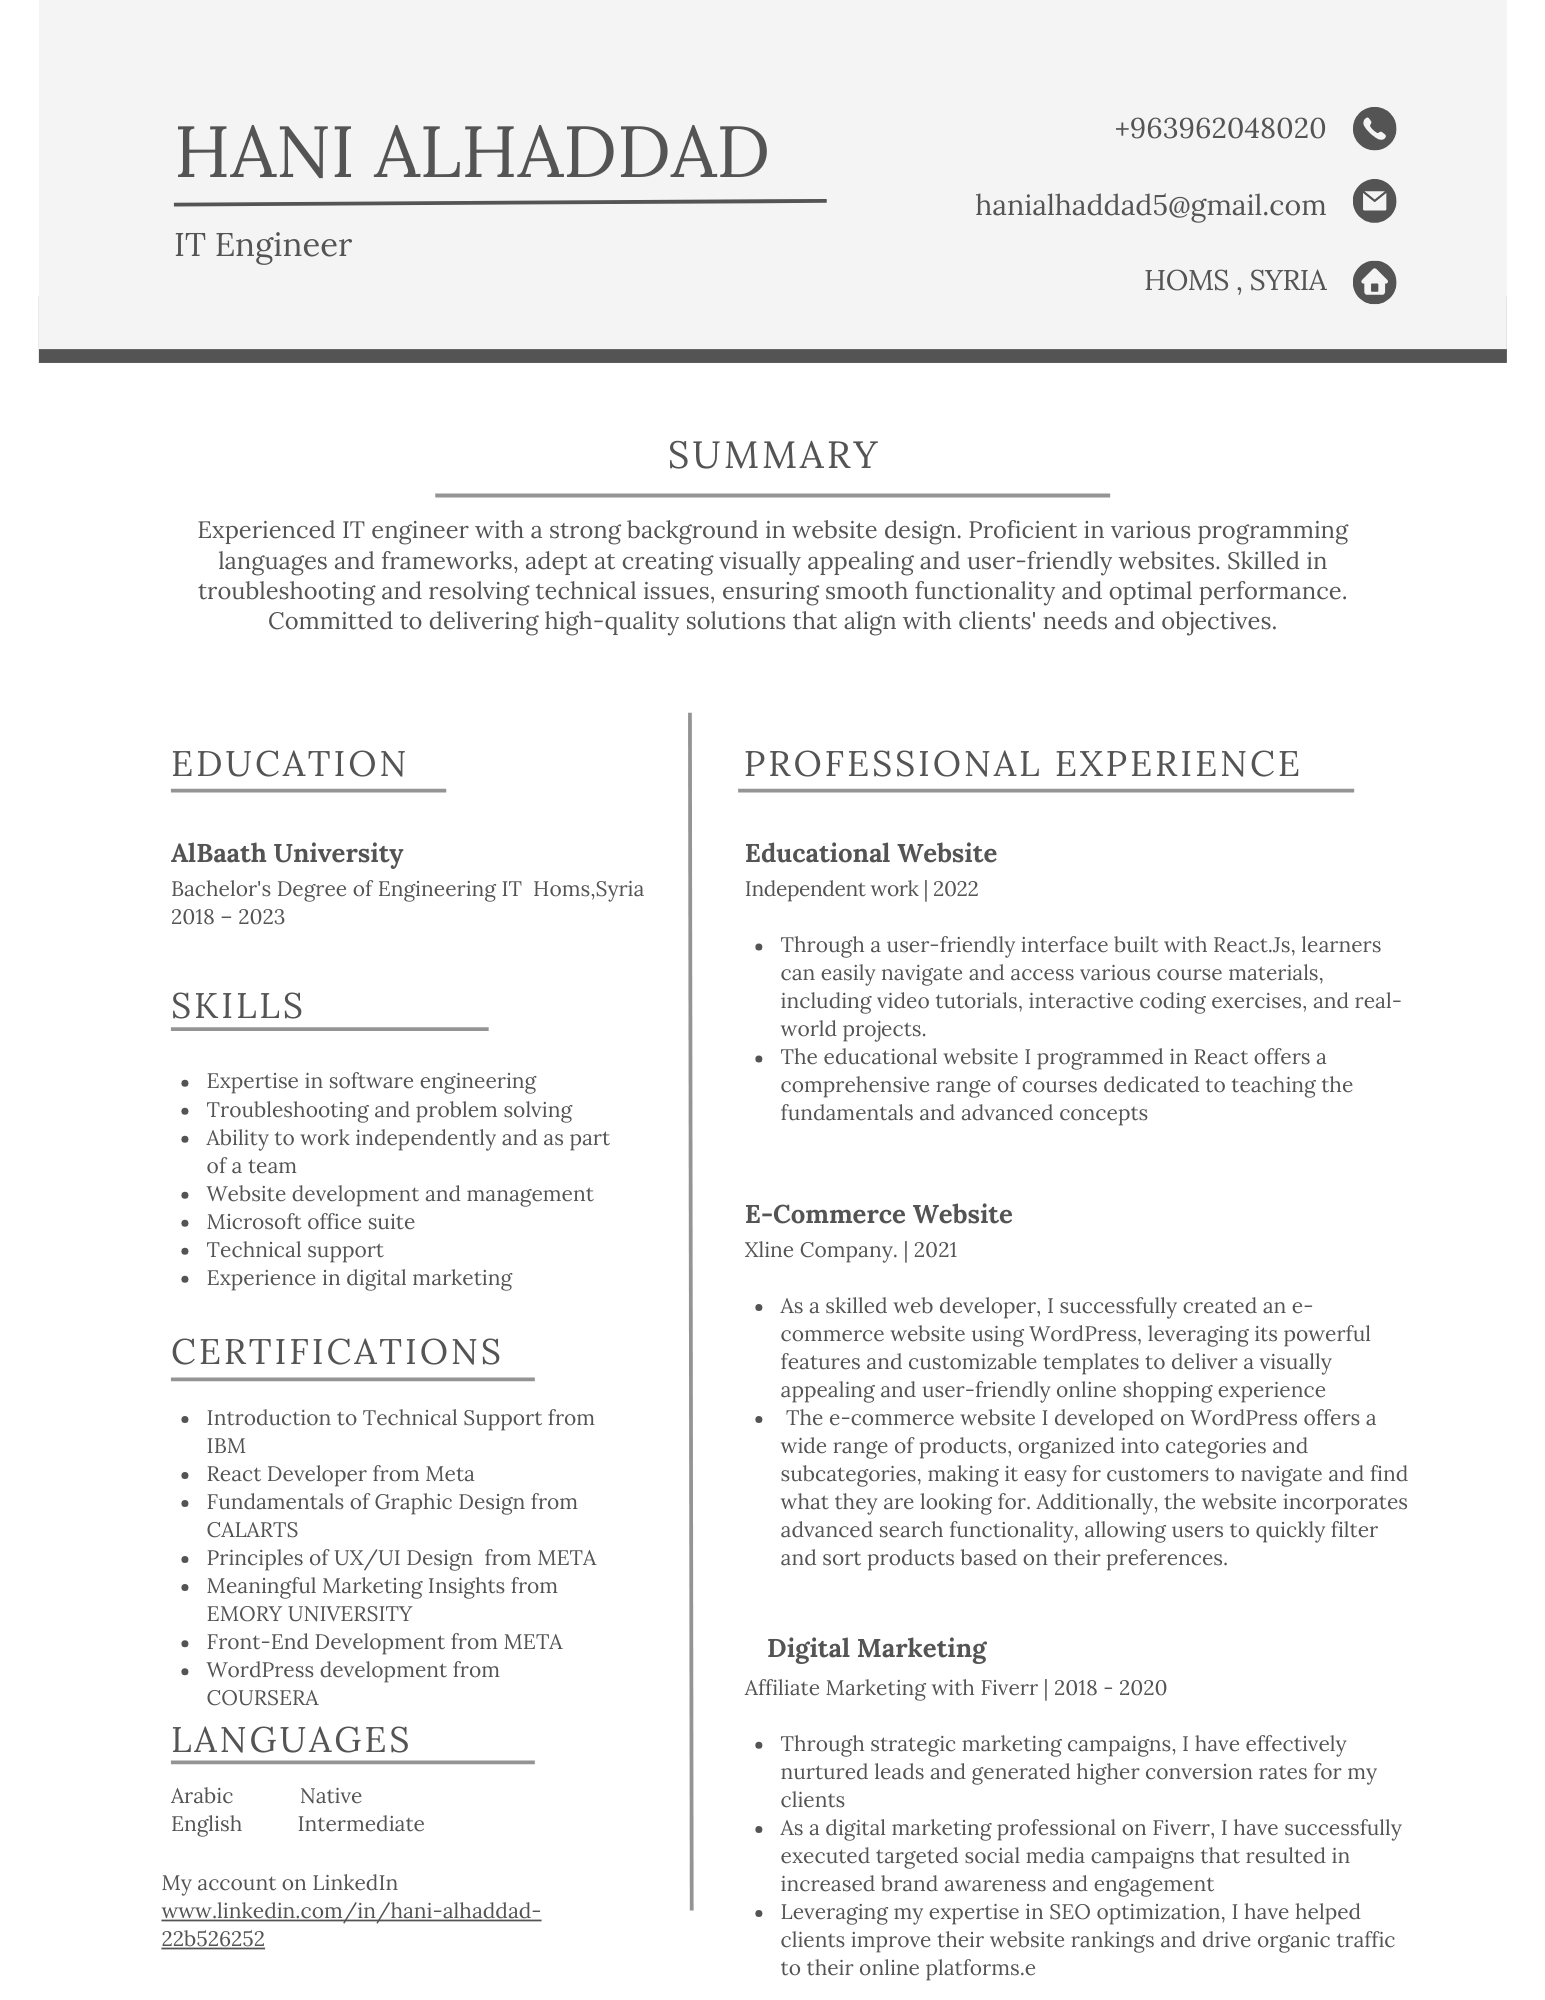 HANI ALHADDAD
IT Engineer
+963962048020
hanialhaddad5@gmail.com
HOMS , SYRIA
SUMMARY
Experienced IT engineer with a strong background in website design. Proficient in various programming
languages and frameworks, adept at creating visually appealing and user-friendly websites. Skilled in
troubleshooting and resolving technical issues, ensuring smooth functionality and optimal performance.
Committed to delivering high-quality solutions that align with clients' needs and objectives.
EDUCATION
AlBaath University
Bachelor's Degree of Engineering IT  Homs,Syria
2018 – 2023
SKILLS
• Expertise in software engineering
• Troubleshooting and problem solving
• Ability to work independently and as part
of a team
• Website development and management
• Microsoft office suite
• Technical support
• Experience in digital marketing
CERTIFICATIONS
• Introduction to Technical Support from
IBM
• React Developer from Meta
• Fundamentals of Graphic Design from
CALARTS
• Principles of UX/UI Design  from META
• Meaningful Marketing Insights from
EMORY UNIVERSITY
• Front-End Development from META
• WordPress development from
COURSERA
LANGUAGES
Arabic Native
English Intermediate
My account on LinkedIn
www.linkedin.com/in/hani-alhaddad-
22b526252
PROFESSIONAL EXPERIENCE
Educational Website
Independent work | 2022
• Through a user-friendly interface built with React.Js, learners
can easily navigate and access various course materials,
including video tutorials, interactive coding exercises, and real-
world projects.
• The educational website I programmed in React offers a
comprehensive range of courses dedicated to teaching the
fundamentals and advanced concepts
E-Commerce Website
Xline Company. | 2021
• As a skilled web developer, I successfully created an e-
commerce website using WordPress, leveraging its powerful
features and customizable templates to deliver a visually
appealing and user-friendly online shopping experience
• The e-commerce website I developed on WordPress offers a
wide range of products, organized into categories and
subcategories, making it easy for customers to navigate and find
what they are looking for. Additionally, the website incorporates
advanced search functionality, allowing users to quickly filter
and sort products based on their preferences.
Digital Marketing
Affiliate Marketing with Fiverr | 2018 - 2020
• Through strategic marketing campaigns, I have effectively
nurtured leads and generated higher conversion rates for my
clients
• As a digital marketing professional on Fiverr, I have successfully
executed targeted social media campaigns that resulted in
increased brand awareness and engagement
• Leveraging my expertise in SEO optimization, I have helped
clients improve their website rankings and drive organic traffic
to their online platforms.e